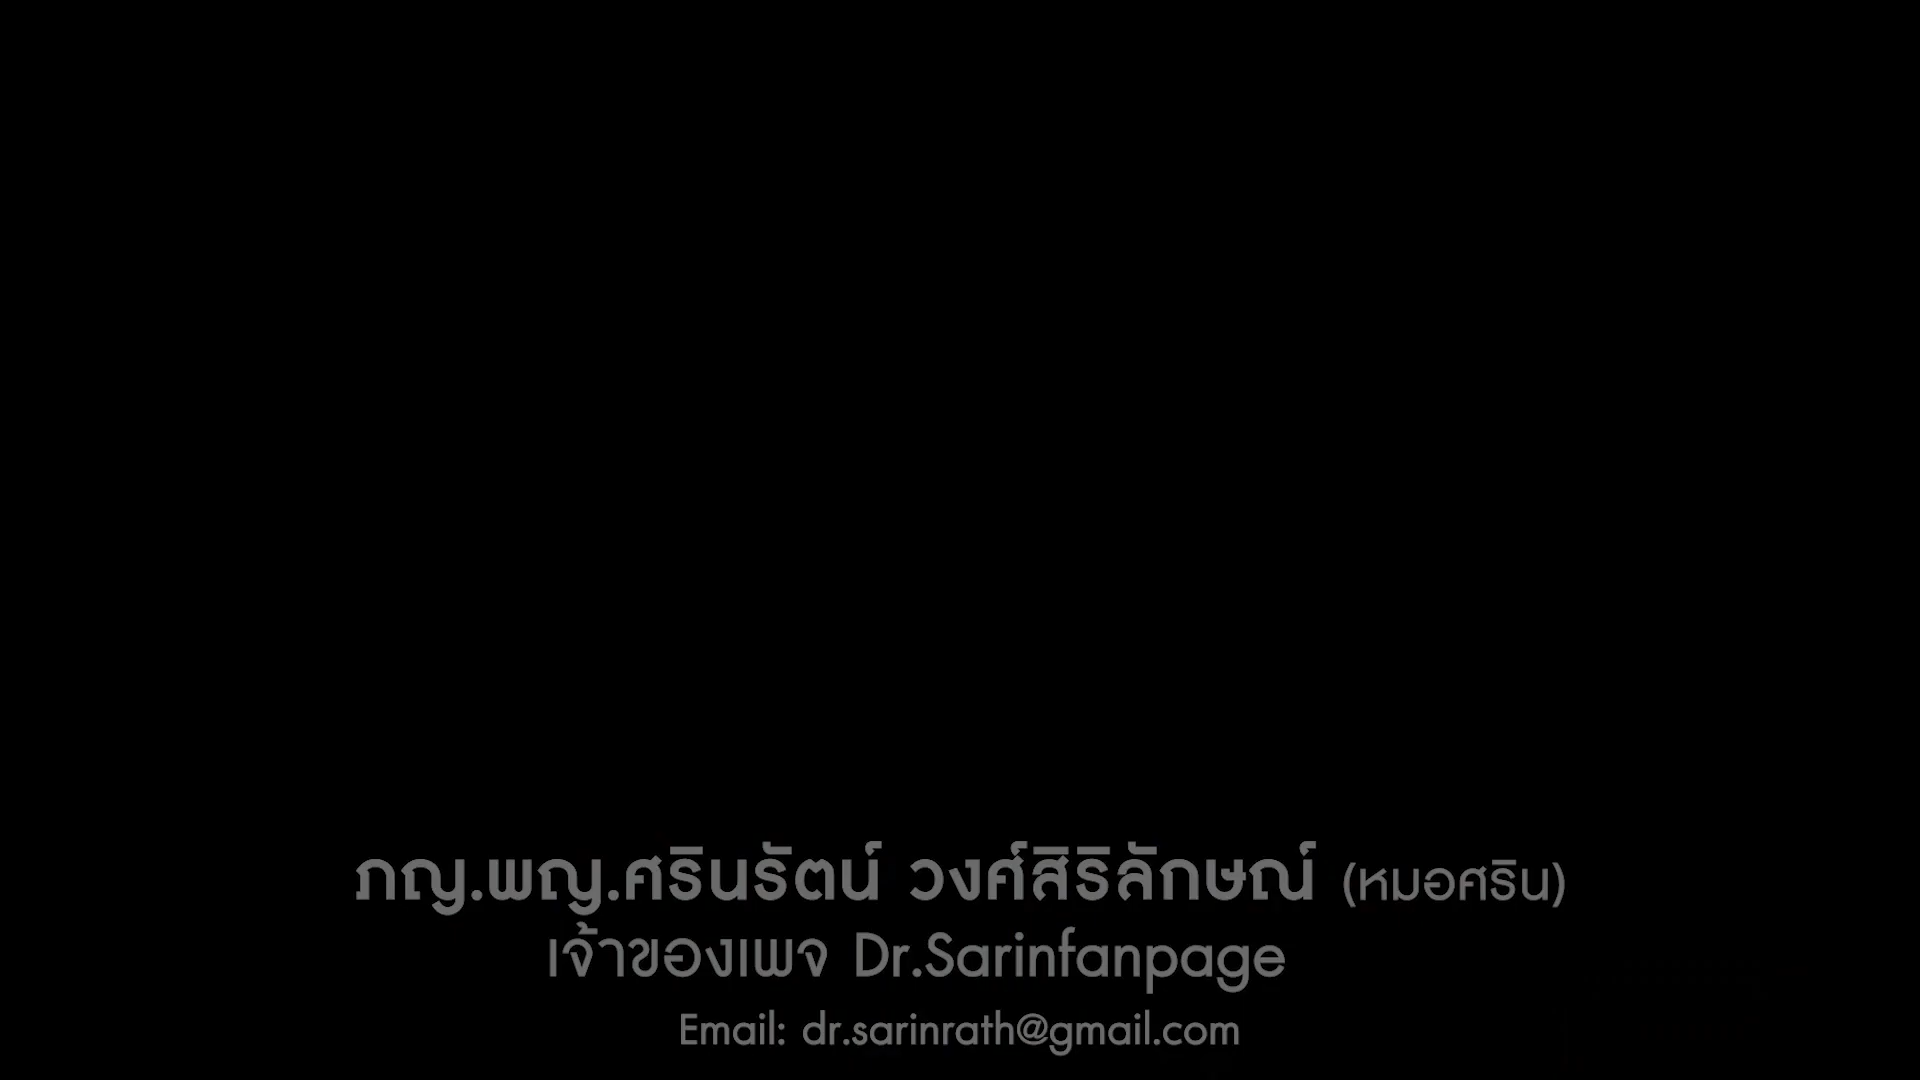 ภญ.พญ.ศรินรัตน์ วงศ์สิริลักษณ์ (หมอศริน)
เจ้าของเพจ Dr.Sarinfanpage
Email: dr.sarinrath@gmail.com